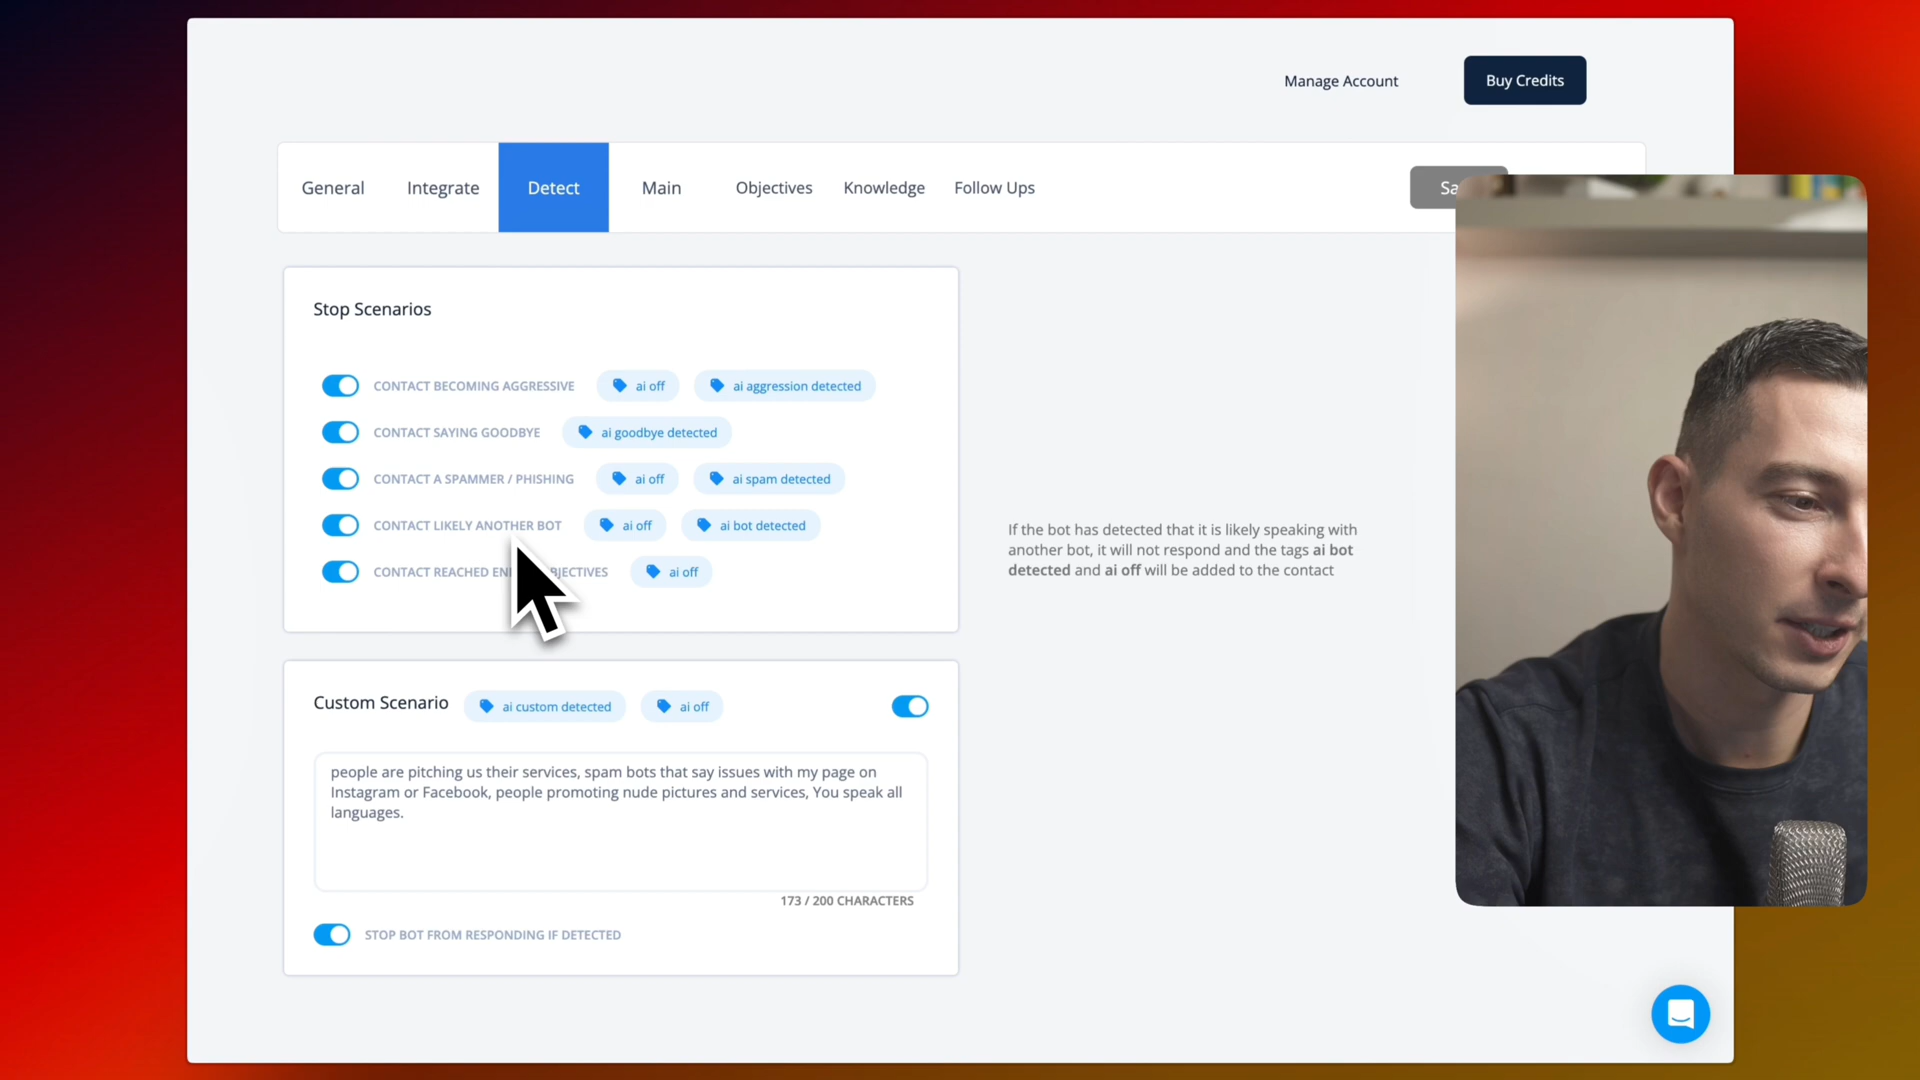 Manage Account
Buy Credits
General
Integrate
Detect
Main
Objectives
Knowledge
Follow Ups
Stop Scenarios
CONTACT BECOMING AGGRESSIVE
ai off
ai aggression detected
CONTACT SAYING GOODBYE
ai goodbye detected
CONTACT A SPAMMER / PHISHING
ai off
ai spam detected
CONTACT LIKELY ANOTHER BOT
ai off
ai bot detected
CONTACT REACHED
ai off
If the bot has detected that it is likely speaking with
another bot, it will not respond and the tags ai bot
detected and ai off will be added to the contact
Custom Scenario
ai custom detected
ai off
people are pitching us their services, spam bots that say issues with my page on
Instagram or Facebook, people promoting nude pictures and services, You speak all
languages.
173 / 200 CHARACTERS
STOP BOT FROM RESPONDING IF DETECTED